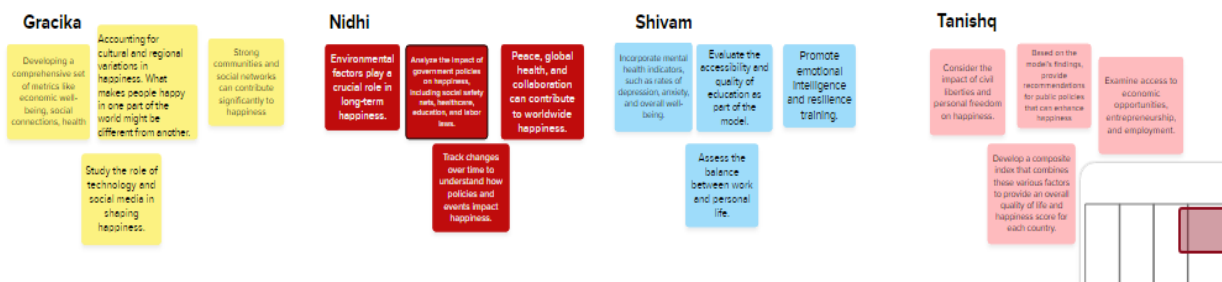 Gracika
Developing a
comprehensive set
of metrics like
economic well-
being, social
connections, health
Accounting for
cultural and regional
variations in
happiness. What
makes people happy
in one part of the
world might be
different from another.
Strong
communities and
social networks
can contribute
significantly to
happiness
Study the role of
technology and
social media in
shaping
happiness.
Nidhi
Environmental
factors play a
crucial role in
long-term
happiness.
Analyze the impact of
government policies
on happiness,
including social safety
nets, healthcare,
education, and labor
laws.
Peace, global
health, and
collaboration
can contribute
to worldwide
happiness.
Track changes
over time to
understand how
policies and
events impact
happiness.
Shivam
Incorporate mental
health indicators,
such as rates of
depression, anxiety,
and overall well-
being.
Evaluate the
accessibility and
quality of
education as
part of the
model.
Promote
emotional
intelligence
and resilience
training.
Assess the
balance
between work
and personal
life.
Tanishq
Consider the
impact of civil
liberties and
personal freedom
on happiness.
Based on the
model's findings,
provide
recommendations
for public policies
that can enhance
happiness
Examine access to
economic
opportunities,
entrepreneurship,
and employment.
Develop a composite
index that combines
these various factors
to provide an overall
quality of life and
happiness score for
each country.